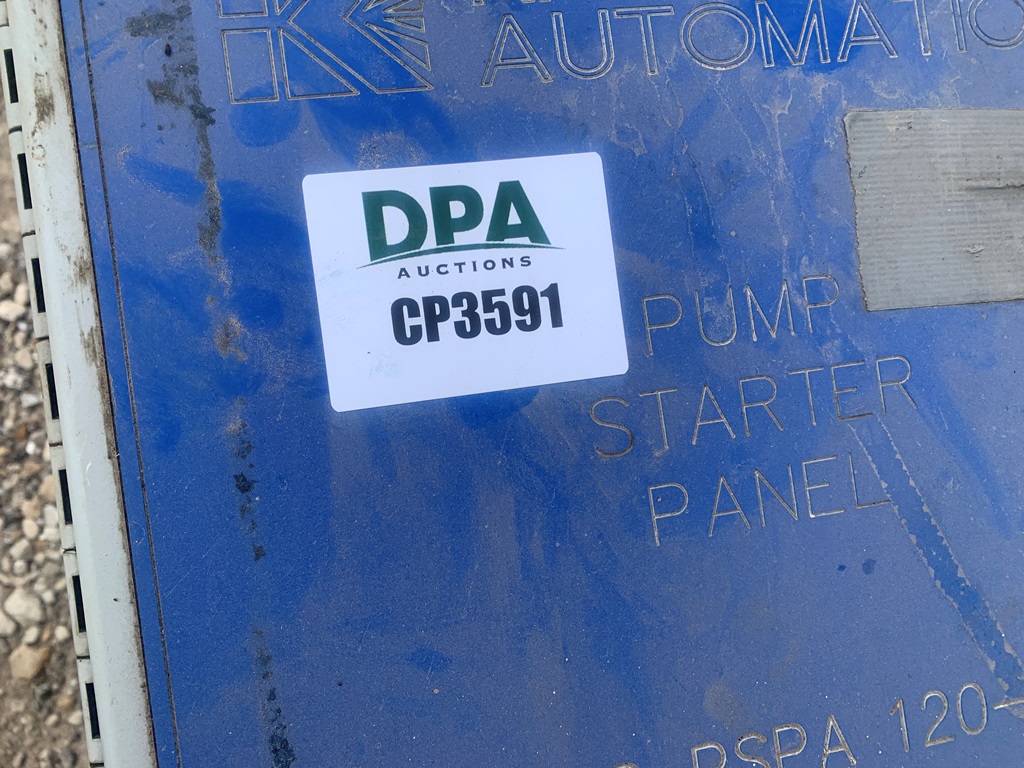 AUTOMATIO
DPA
AUCTIONS
CP3591
PUMP
STARTER
PANEL
PSPA 120-